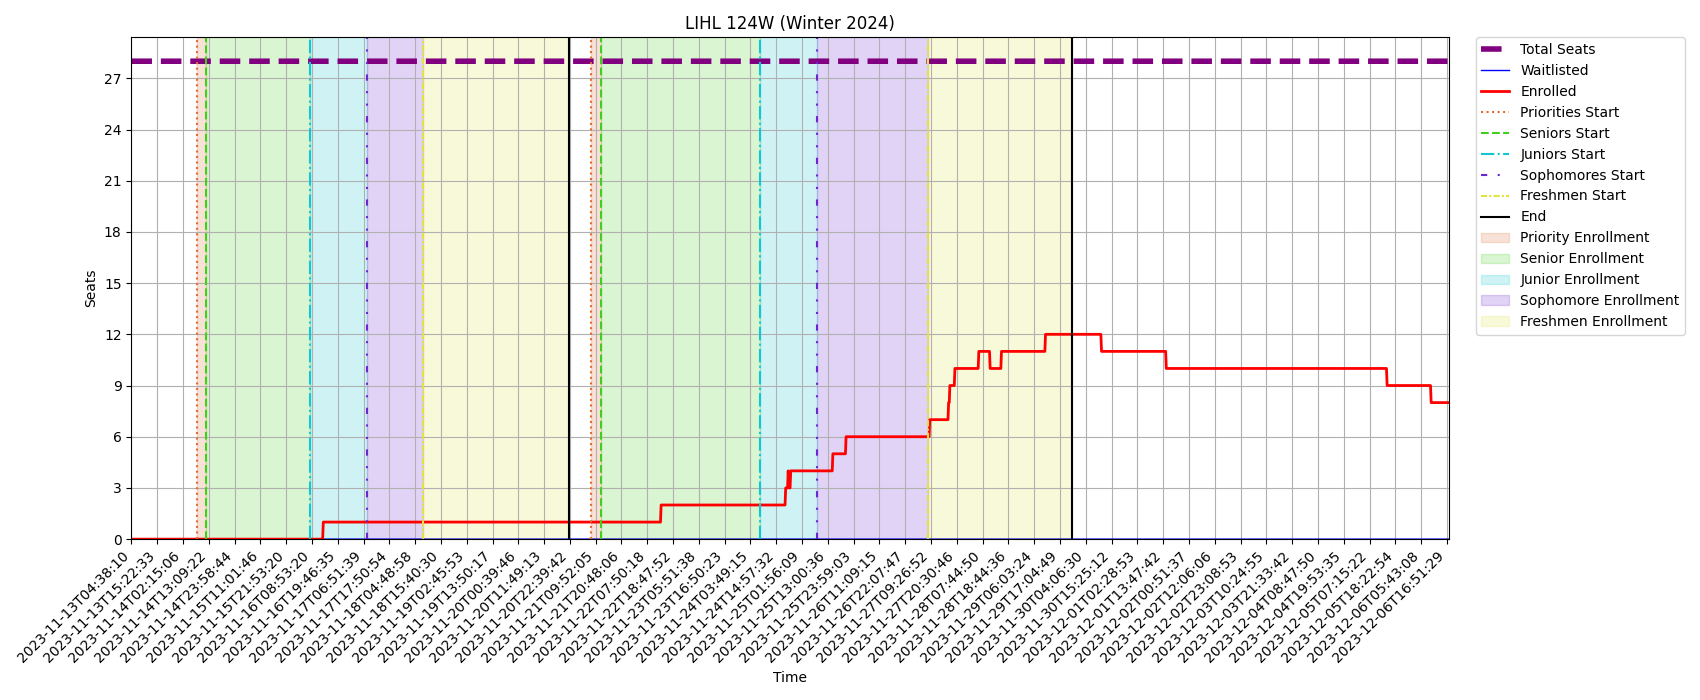 LIHL 124W (Winter 2024)
Seats
27
24
21
18
15
12
9
6
3
0
2023-11-13T04:38:10
2023-11-13T15:22:33
2023-11-14T02:15:06
2023-11-14T13:09:22
2023-11-14T23:58:44
2023-11-15T11:01:46
2023-11-15T21:53:20
2023-11-16T08:53:20
2023-11-16T19:46:35
2023-11-17T06:51:39
2023-11-17T17:50:54
2023-11-18T04:48:58
2023-11-18T15:40:30
2023-11-19T02:45:53
2023-11-19T13:50:17
2023-11-20T00:39:46
2023-11-20T11:49:13
2023-11-20T22:39:42
2023-11-21T09:52:05
2023-11-21T20:48:06
2023-11-22T07:50:18
2023-11-22T18:47:52
2023-11-23T05:51:38
2023-11-23T16:50:23
2023-11-24T03:49:15
2023-11-24T14:57:32
2023-11-25T01:56:09
2023-11-25T13:00:36
2023-11-25T23:59:03
2023-11-26T11:09:15
2023-11-26T22:07:47
2023-11-27T09:26:52
2023-11-27T20:30:46
2023-11-28T07:44:50
2023-11-28T18:44:36
2023-11-29T06:03:24
2023-11-29T17:04:49
2023-11-30T04:06:30
2023-11-30T15:25:12
2023-12-01T02:28:53
2023-12-01T13:47:42
2023-12-02T00:51:37
2023-12-02T12:06:06
2023-12-02T23:08:53
2023-12-03T10:24:55
2023-12-03T21:33:42
2023-12-04T08:47:50
2023-12-04T19:53:35
2023-12-05T07:15:22
2023-12-05T18:22:54
2023-12-06T05:43:08
2023-12-06T16:51:29
Time
Total Seats
Waitlisted
Enrolled
Priorities Start
Seniors Start
Juniors Start
Sophomores Start
Freshmen Start
End
Priority Enrollment
Senior Enrollment
Junior Enrollment
Sophomore Enrollment
Freshmen Enrollment